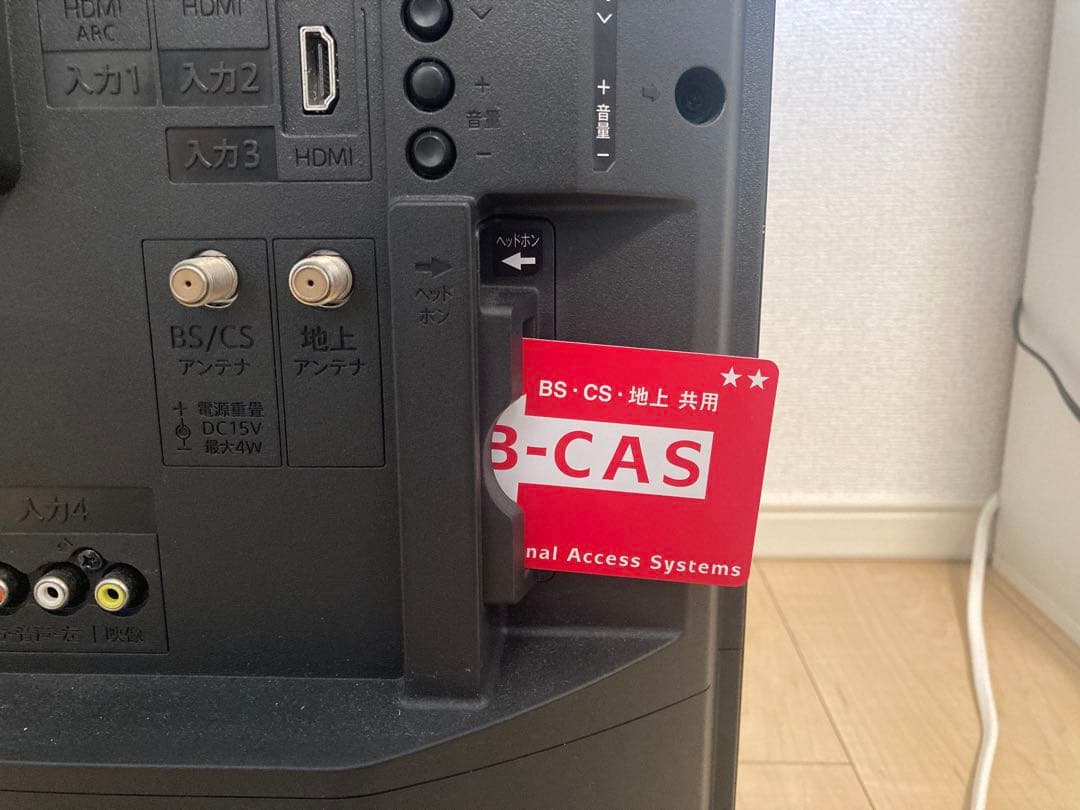 HDMI
ARC
入力1
HDMI
入力2
入力3
HDMI
+
音量
-
+
音量
-
ヘッドホン
ヘッド
ホン
BS/CS
アンテナ
電源重畳
DC15V
最大4W
地上
アンテナ
BS・CS・地上 共用
★★
B-CAS
nal Access Systems
入力4
音声-左
映像